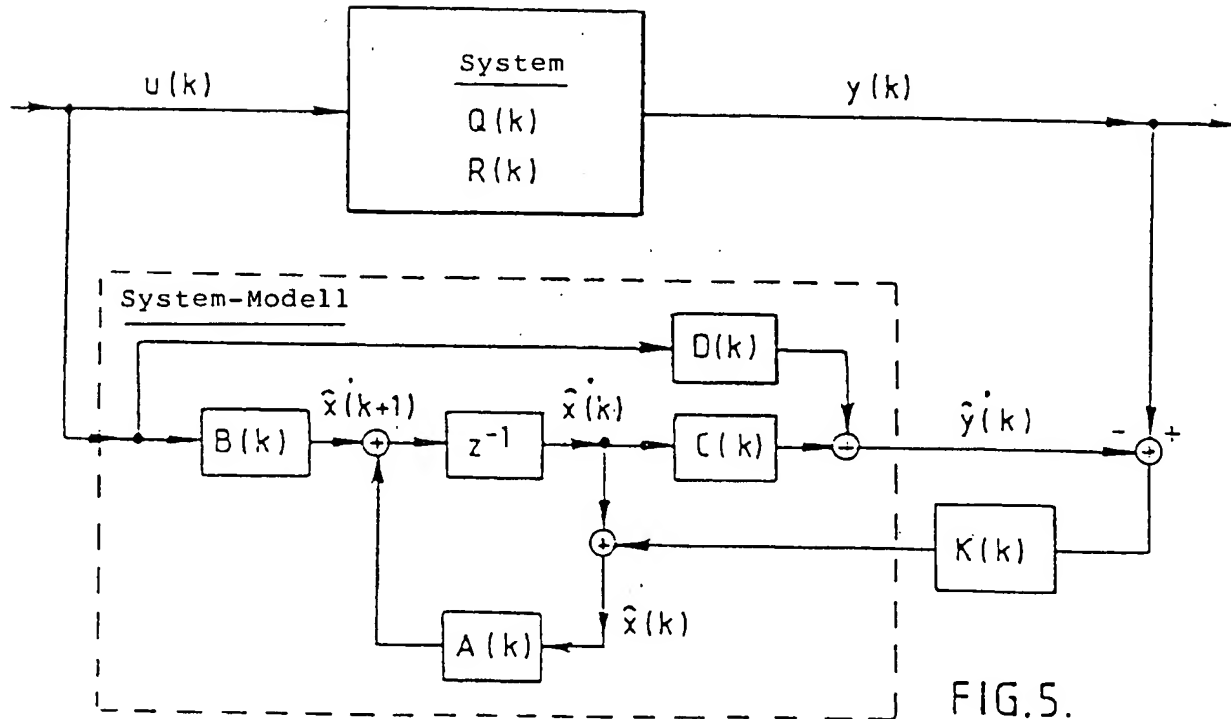 System
u(k)
y(k)
Q(k)
R(k)
System-Modell
D(k)
x̂˙(k+1)
x̂˙(k)
ŷ˙(k)
- +
B(k)
+
z⁻¹
C(k)
+
+
+
K(k)
x̂(k)
A(k)
FIG.5.